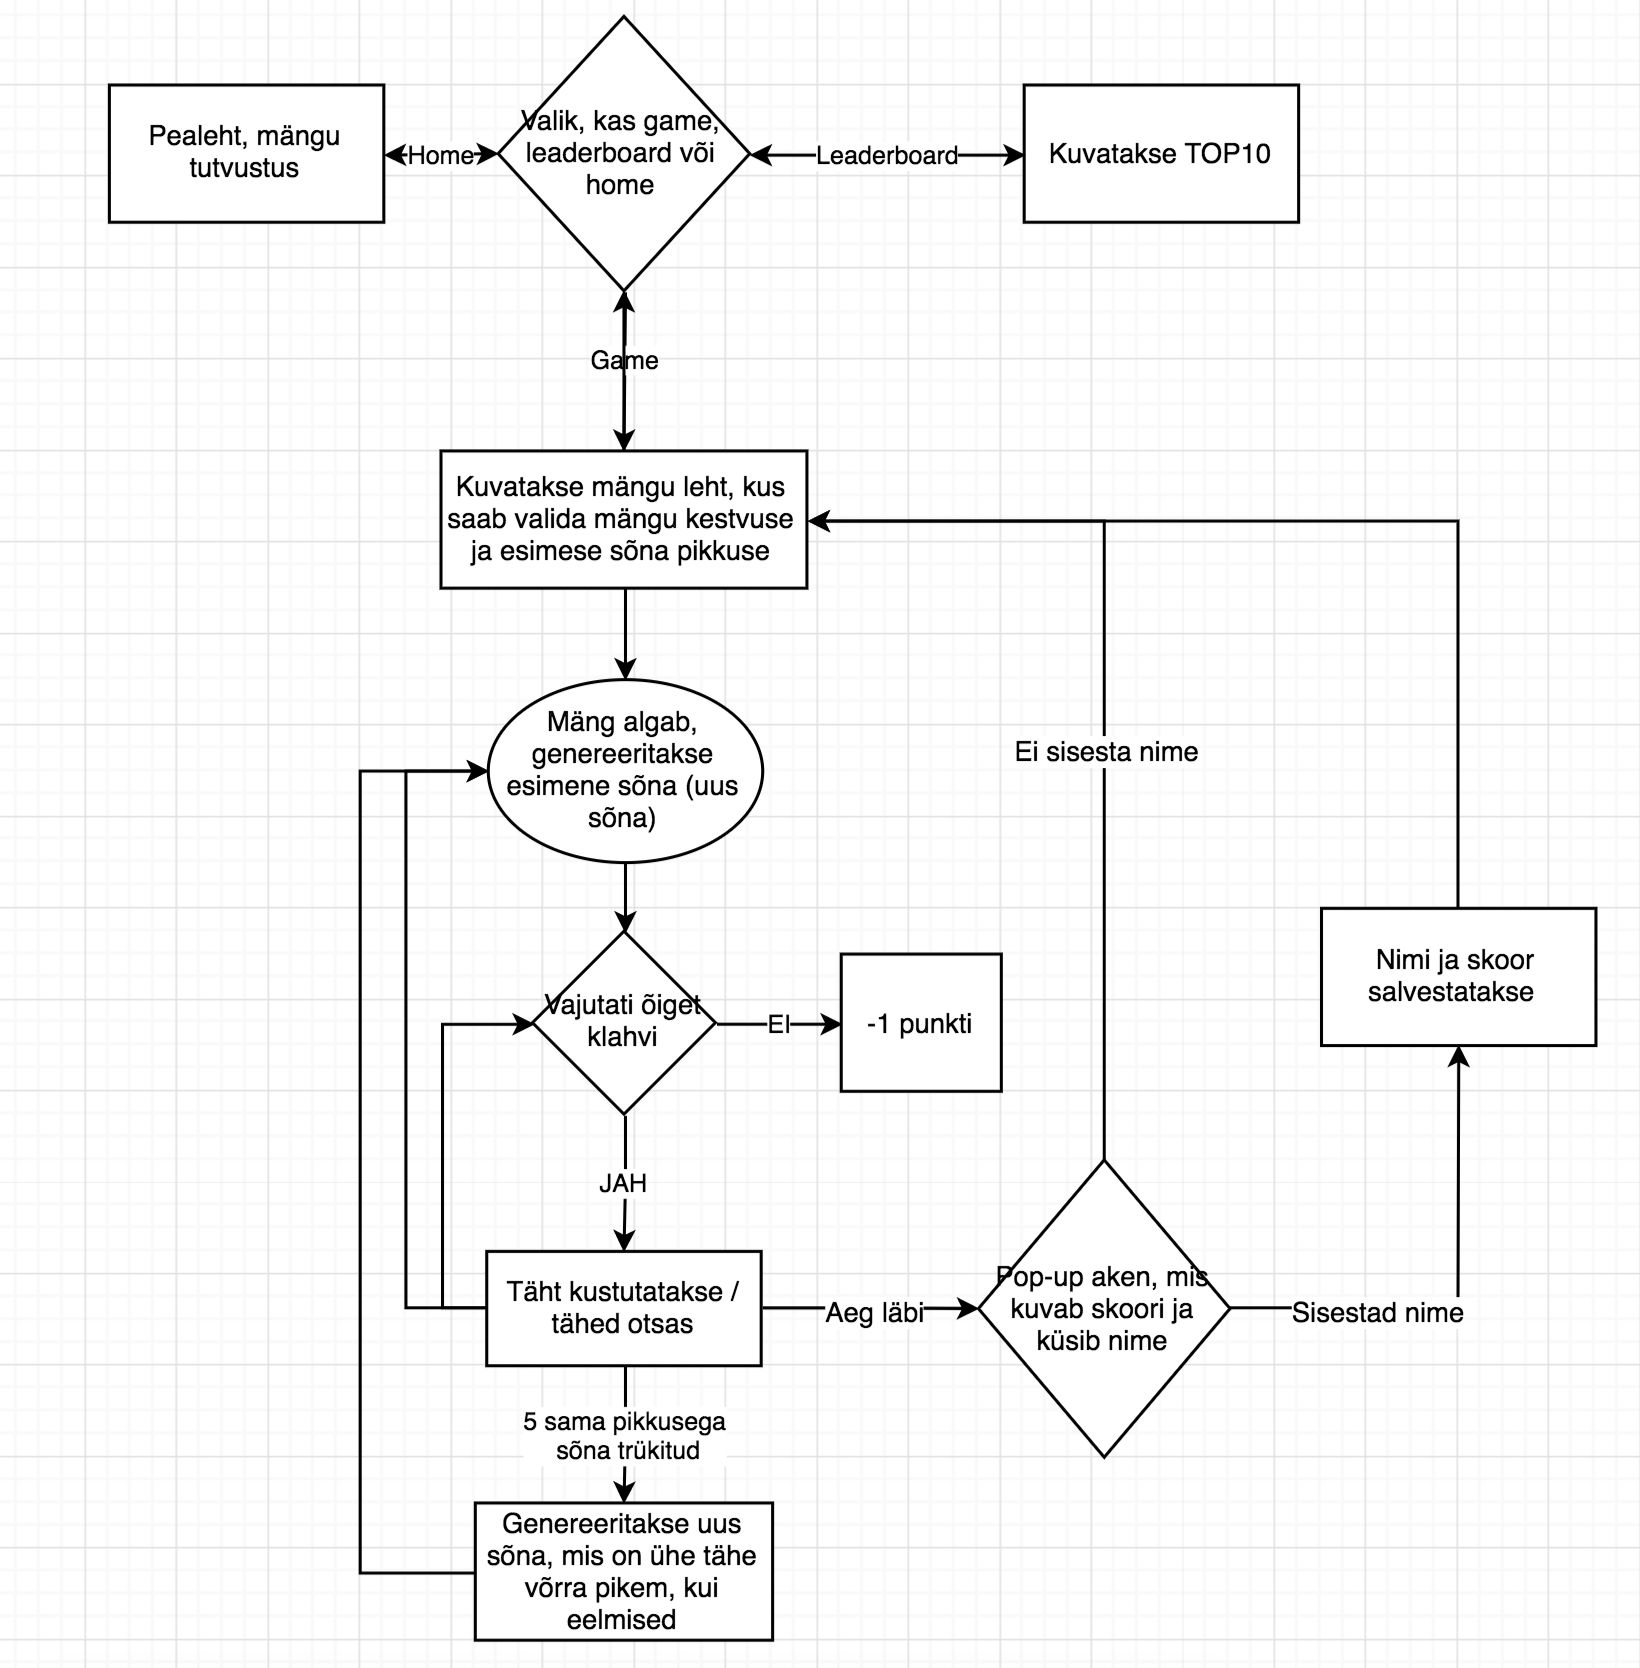 Valik, kas game,
leaderboard või
home
Pealeht, mängu
tutvustus
Home
Leaderboard
Kuvatakse TOP10
Game
Kuvatakse mängu leht, kus
saab valida mängu kestvuse
ja esimese sõna pikkuse
Mäng algab,
genereeritakse
esimene sõna (uus
sõna)
Ei sisesta nime
Nimi ja skoor
salvestatakse
Vajutati õiget
klahvi
EI
-1 punkti
JAH
Täht kustutatakse /
tähed otsas
Aeg läbi
Pop-up aken, mis
kuvab skoori ja
küsib nime
Sisestad nime
5 sama pikkusega
sõna trükitud
Genereeritakse uus
sõna, mis on ühe tähe
võrra pikem, kui
eelmised